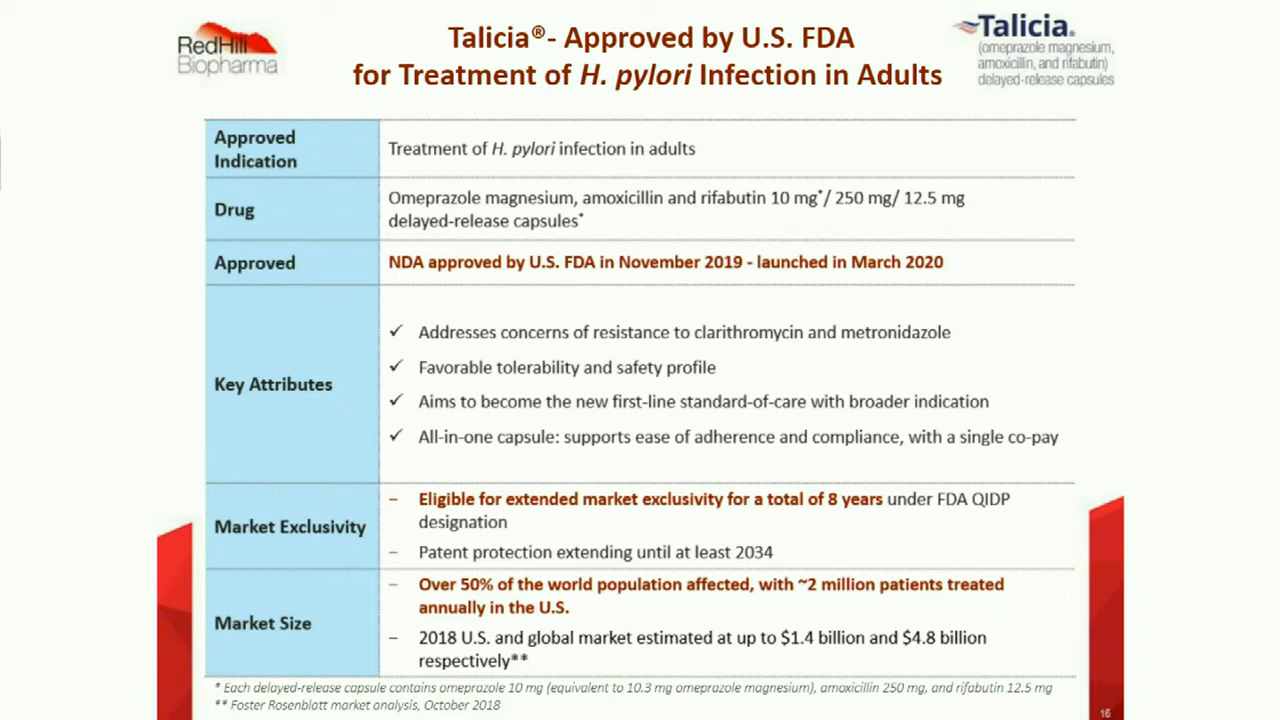 RedHill
Biopharma
Talicia®- Approved by U.S. FDA
for Treatment of H. pylori Infection in Adults
Talicia.
(omeprazole magnesium,
amoxicillin, and rifabutin)
delayed-release capsules
Approved
Indication
Treatment of H. pylori infection in adults
Drug
Omeprazole magnesium, amoxicillin and rifabutin 10 mg*/ 250 mg/ 12.5 mg
delayed-release capsules*
Approved
NDA approved by U.S. FDA in November 2019 - launched in March 2020
Key Attributes
✓ Addresses concerns of resistance to clarithromycin and metronidazole
✓ Favorable tolerability and safety profile
✓ Aims to become the new first-line standard-of-care with broader indication
✓ All-in-one capsule: supports ease of adherence and compliance, with a single co-pay
Market Exclusivity
– Eligible for extended market exclusivity for a total of 8 years under FDA QIDP
designation
– Patent protection extending until at least 2034
Market Size
– Over 50% of the world population affected, with ~2 million patients treated
annually in the U.S.
– 2018 U.S. and global market estimated at up to $1.4 billion and $4.8 billion
respectively**
* Each delayed-release capsule contains omeprazole 10 mg (equivalent to 10.3 mg omeprazole magnesium), amoxicillin 250 mg, and rifabutin 12.5 mg
** Foster Rosenblatt market analysis, October 2018
16